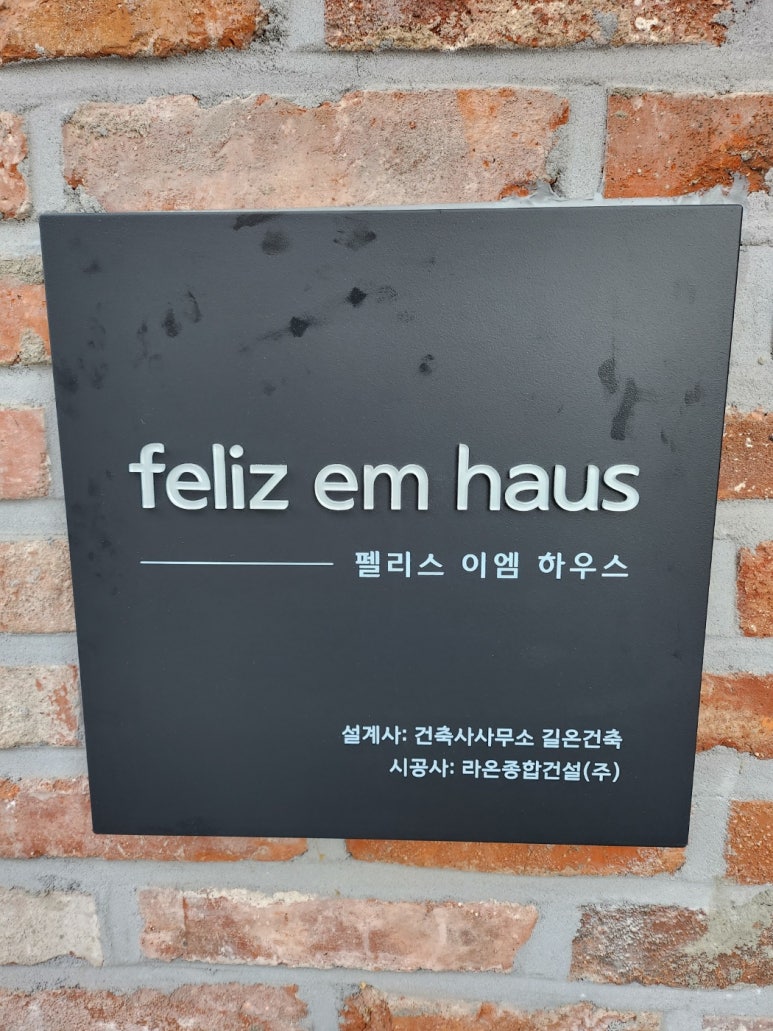 feliz em haus
펠리스 이엠 하우스
설계사: 건축사사무소 길온건축
시공사: 라온종합건설(주)